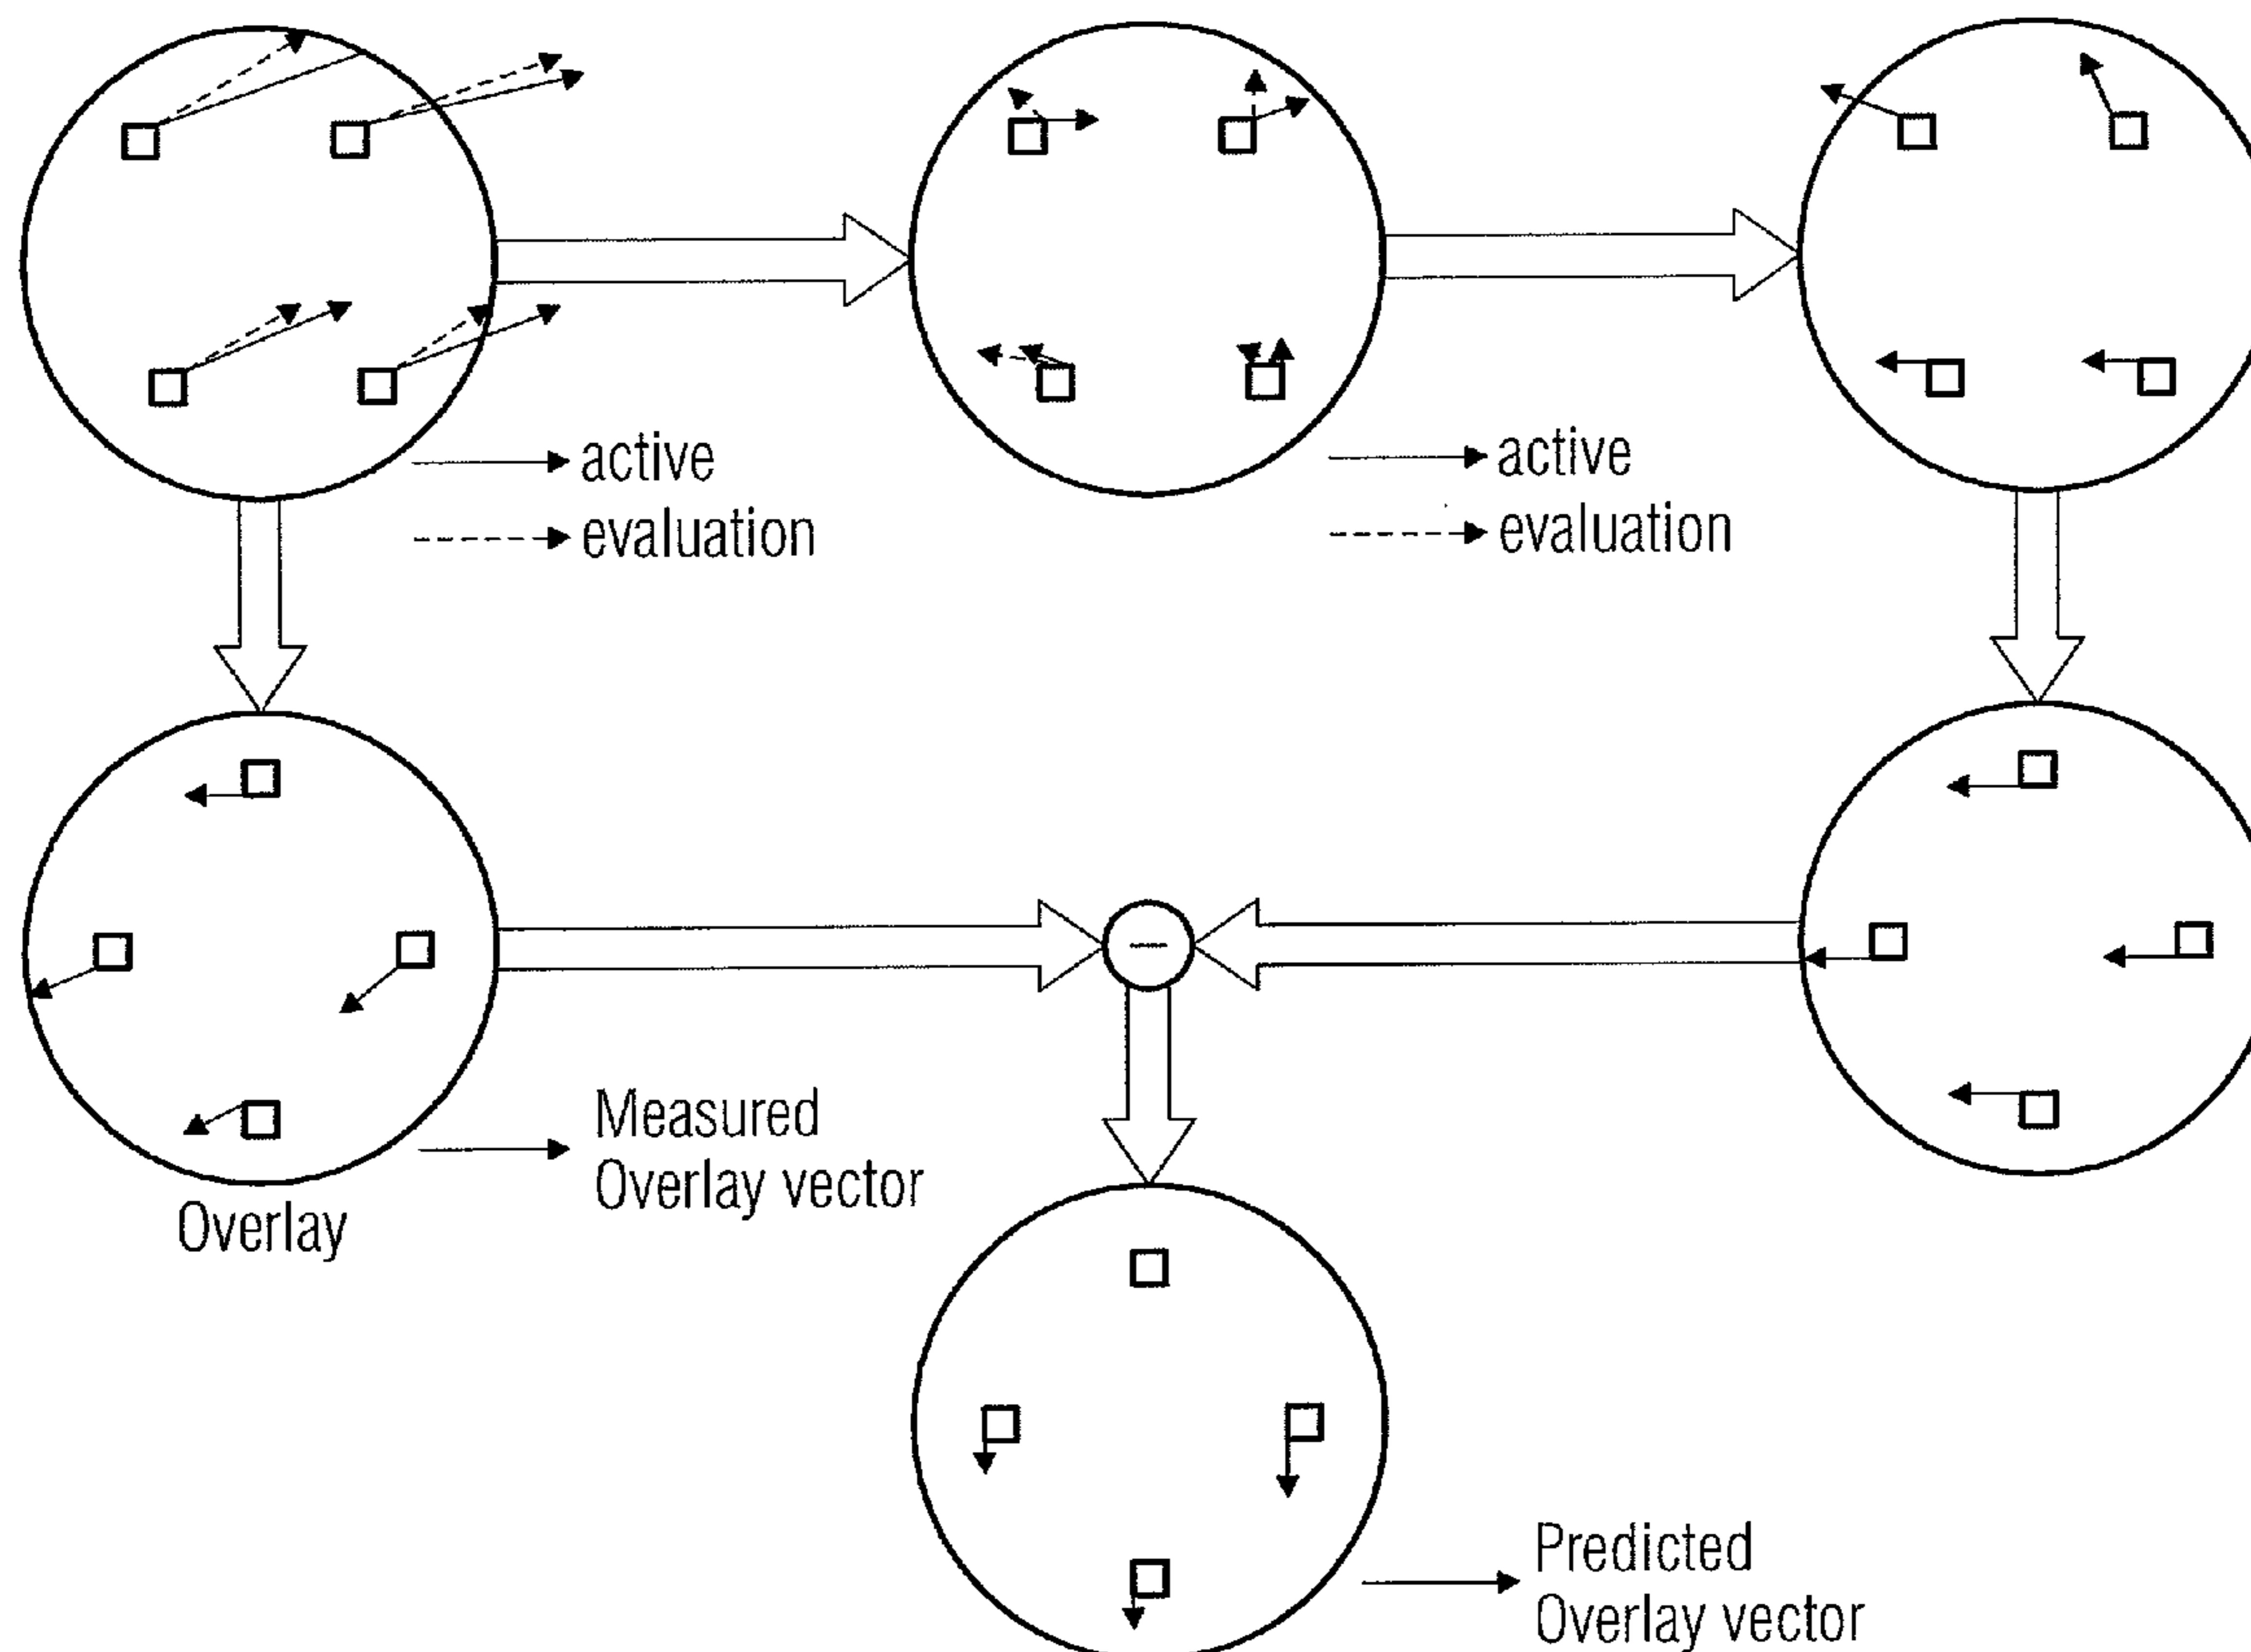 active
evaluation
active
evaluation
Measured
Overlay vector
Overlay
Predicted
Overlay vector